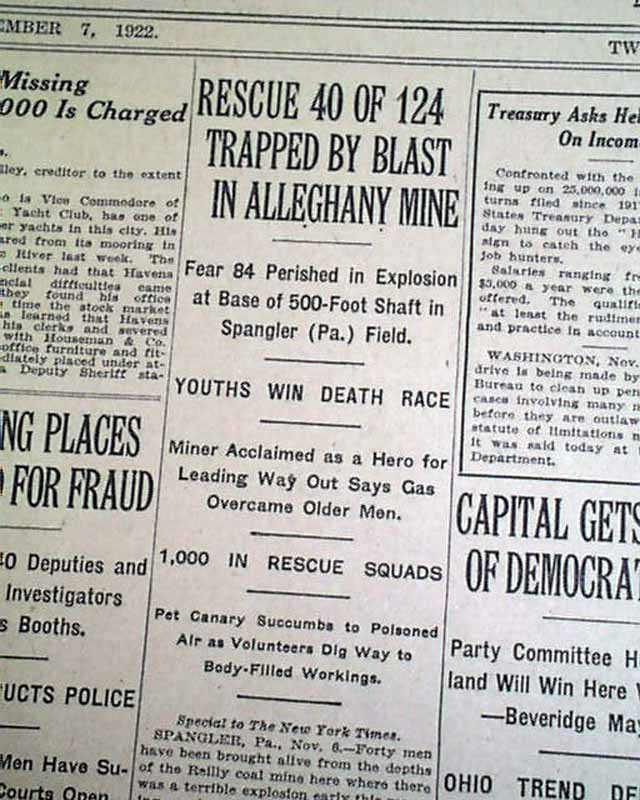 EMBER 7, 1922.
TW
Missing
000 Is Charged
lley, creditor to the extent
o is Vice Commodore of
Yacht Club, has one of
er yachts in this city. His
ared from its mooring in
River last week. The
clients had that Havens
ncial difficulties came
they found his office
time the stock market
s learned that Havens
his clerks and severed
with Houseman & Co.
office furniture and fit-
diately placed under at-
a Deputy Sheriff sta-
NG PLACES
FOR FRAUD
40 Deputies and
Investigators
s Booths.
UCTS POLICE
Men Have Su-
Courts Open
RESCUE 40 OF 124
TRAPPED BY BLAST
IN ALLEGHANY MINE
Fear 84 Perished in Explosion
at Base of 500-Foot Shaft in
Spangler (Pa.) Field.
YOUTHS WIN DEATH RACE
Miner Acclaimed as a Hero for
Leading Way Out Says Gas
Overcame Older Men.
1,000 IN RESCUE SQUADS
Pet Canary Succumbs to Poisoned
Air as Volunteers Dig Way to
Body-Filled Workings.
Special to The New York Times.
SPANGLER, Pa., Nov. 6.—Forty men
have been brought alive from the depths
of the Reilly coal mine here where there
was a terrible explosion early this
Treasury Asks Hel
On Incom
Confronted with the
ing up on 25,000,000 i
turns filed since 191
States Treasury Depar
day hung out the "H
sign to catch the eye
job hunters.
Salaries ranging fr
$5,000 a year were the
offered. The qualif
"at least the rudimen
and practice in account
WASHINGTON, Nov.
drive is being made by
Bureau to clean up pen
cases involving many m
before they are outlaw
statute of limitations
it was said today at t
Department.
CAPITAL GETS
OF DEMOCRAT
Party Committee H
land Will Win Here
—Beveridge May
OHIO TREND DE